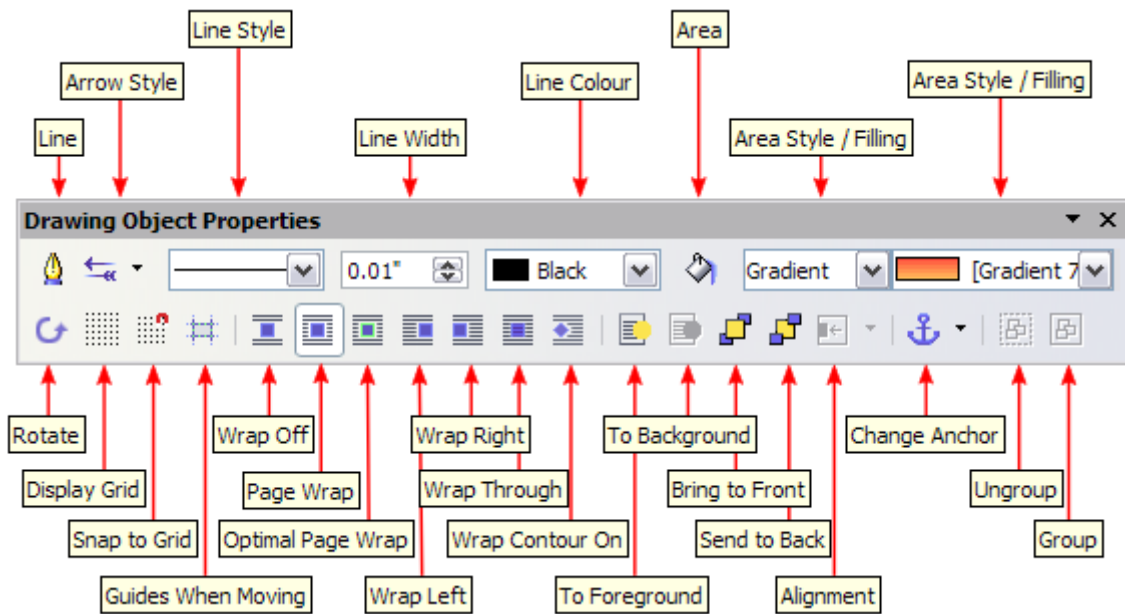 Line Style
Area
Arrow Style
Line Colour
Area Style / Filling
Line
Line Width
Area Style / Filling
Drawing Object Properties
0.01"
Black
Gradient
[Gradient 7
Rotate
Wrap Off
Wrap Right
To Background
Change Anchor
Display Grid
Page Wrap
Wrap Through
Bring to Front
Ungroup
Snap to Grid
Optimal Page Wrap
Wrap Contour On
Send to Back
Group
Guides When Moving
Wrap Left
To Foreground
Alignment